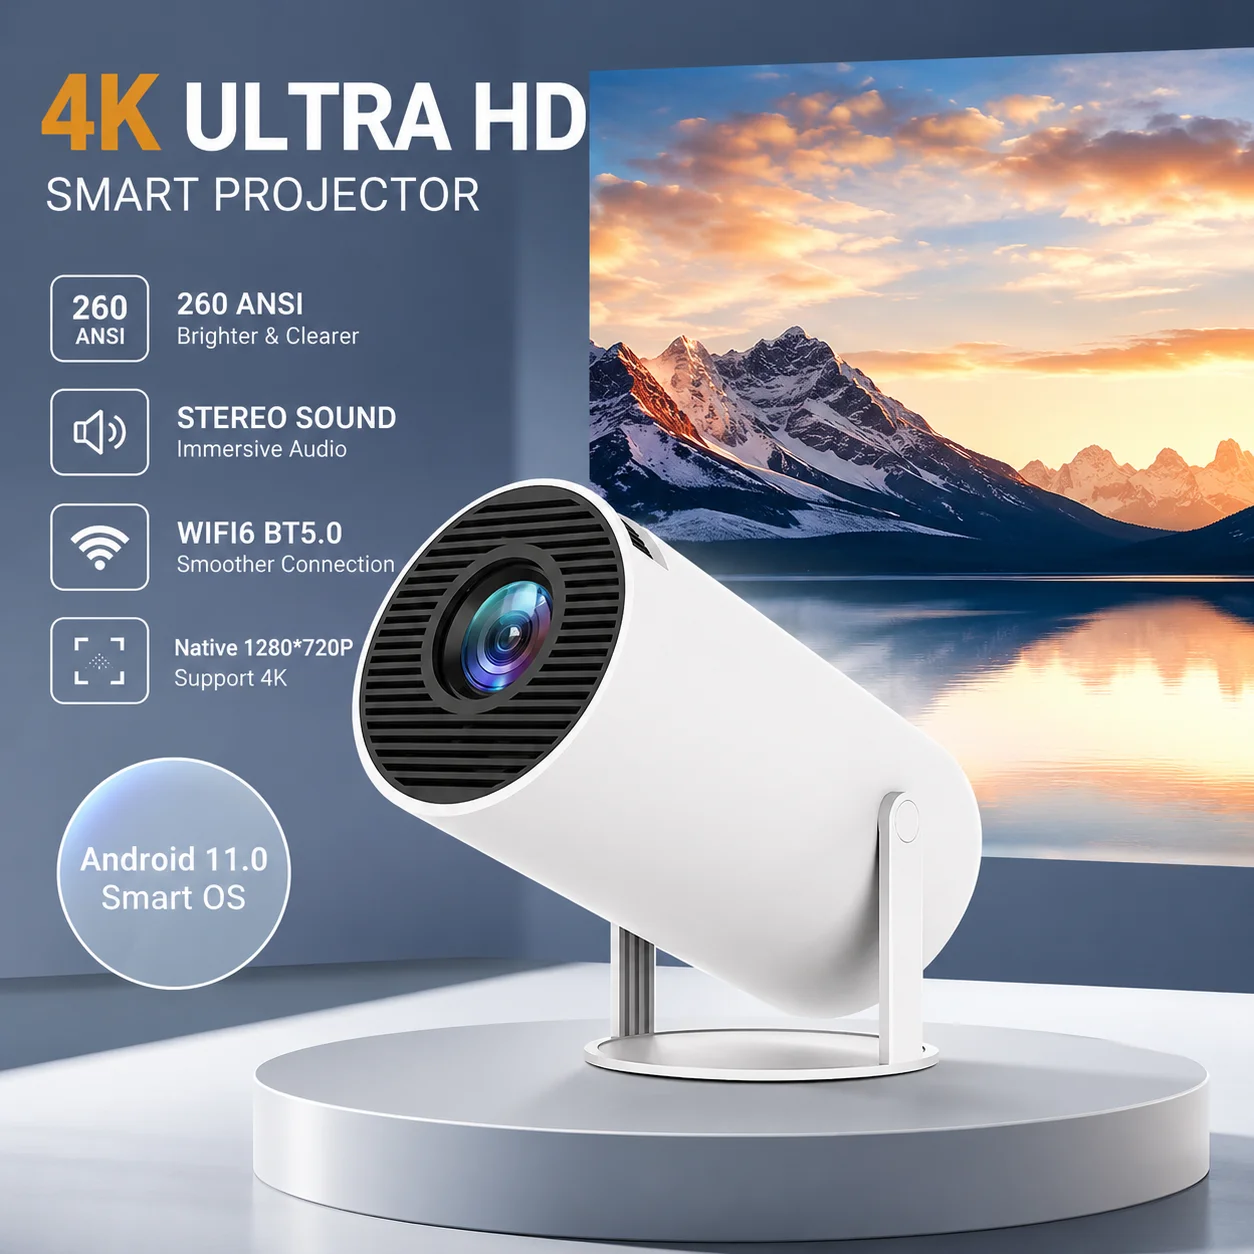 4K ULTRA HD
SMART PROJECTOR
260
ANSI
260 ANSI
Brighter & Clearer
STEREO SOUND
Immersive Audio
WIFI6 BT5.0
Smoother Connection
Native 1280*720P
Support 4K
Android 11.0
Smart OS